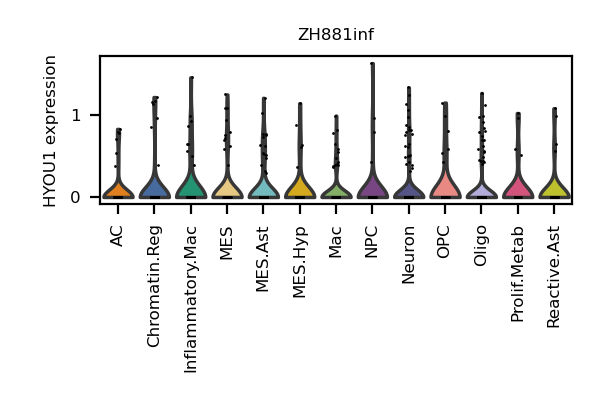 ZH881inf
HYOU1 expression
1
0
AC
Chromatin.Reg
Inflammatory.Mac
MES
MES.Ast
MES.Hyp
Mac
NPC
Neuron
OPC
Oligo
Prolif.Metab
Reactive.Ast